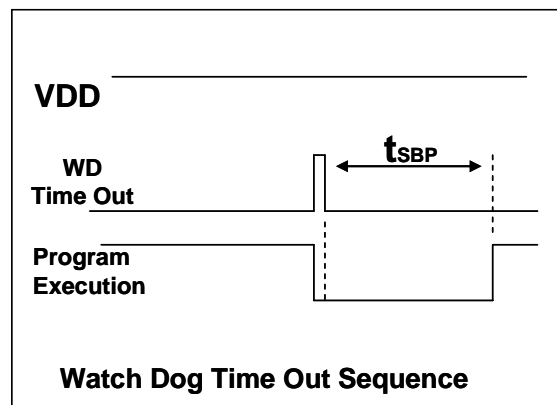 VDD
tSBP
WD
Time Out
Program
Execution
Watch Dog Time Out Sequence